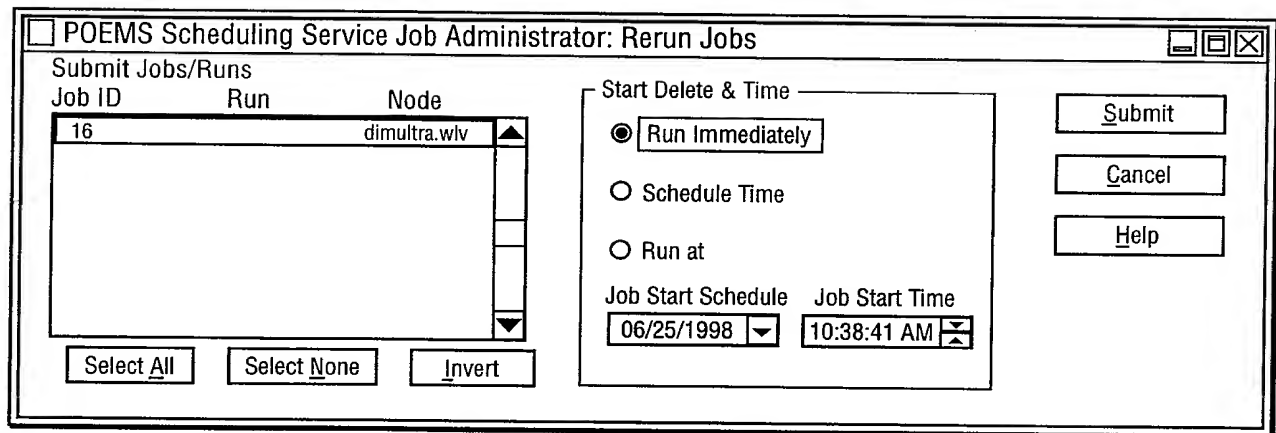 POEMS Scheduling Service Job Administrator: Rerun Jobs
Submit Jobs/Runs
Job ID Run Node
16 dimultra.wlv
Select All Select None Invert
Start Delete & Time
Run Immediately
Schedule Time
Run at
Job Start Schedule Job Start Time
06/25/1998 10:38:41 AM
Submit
Cancel
Help